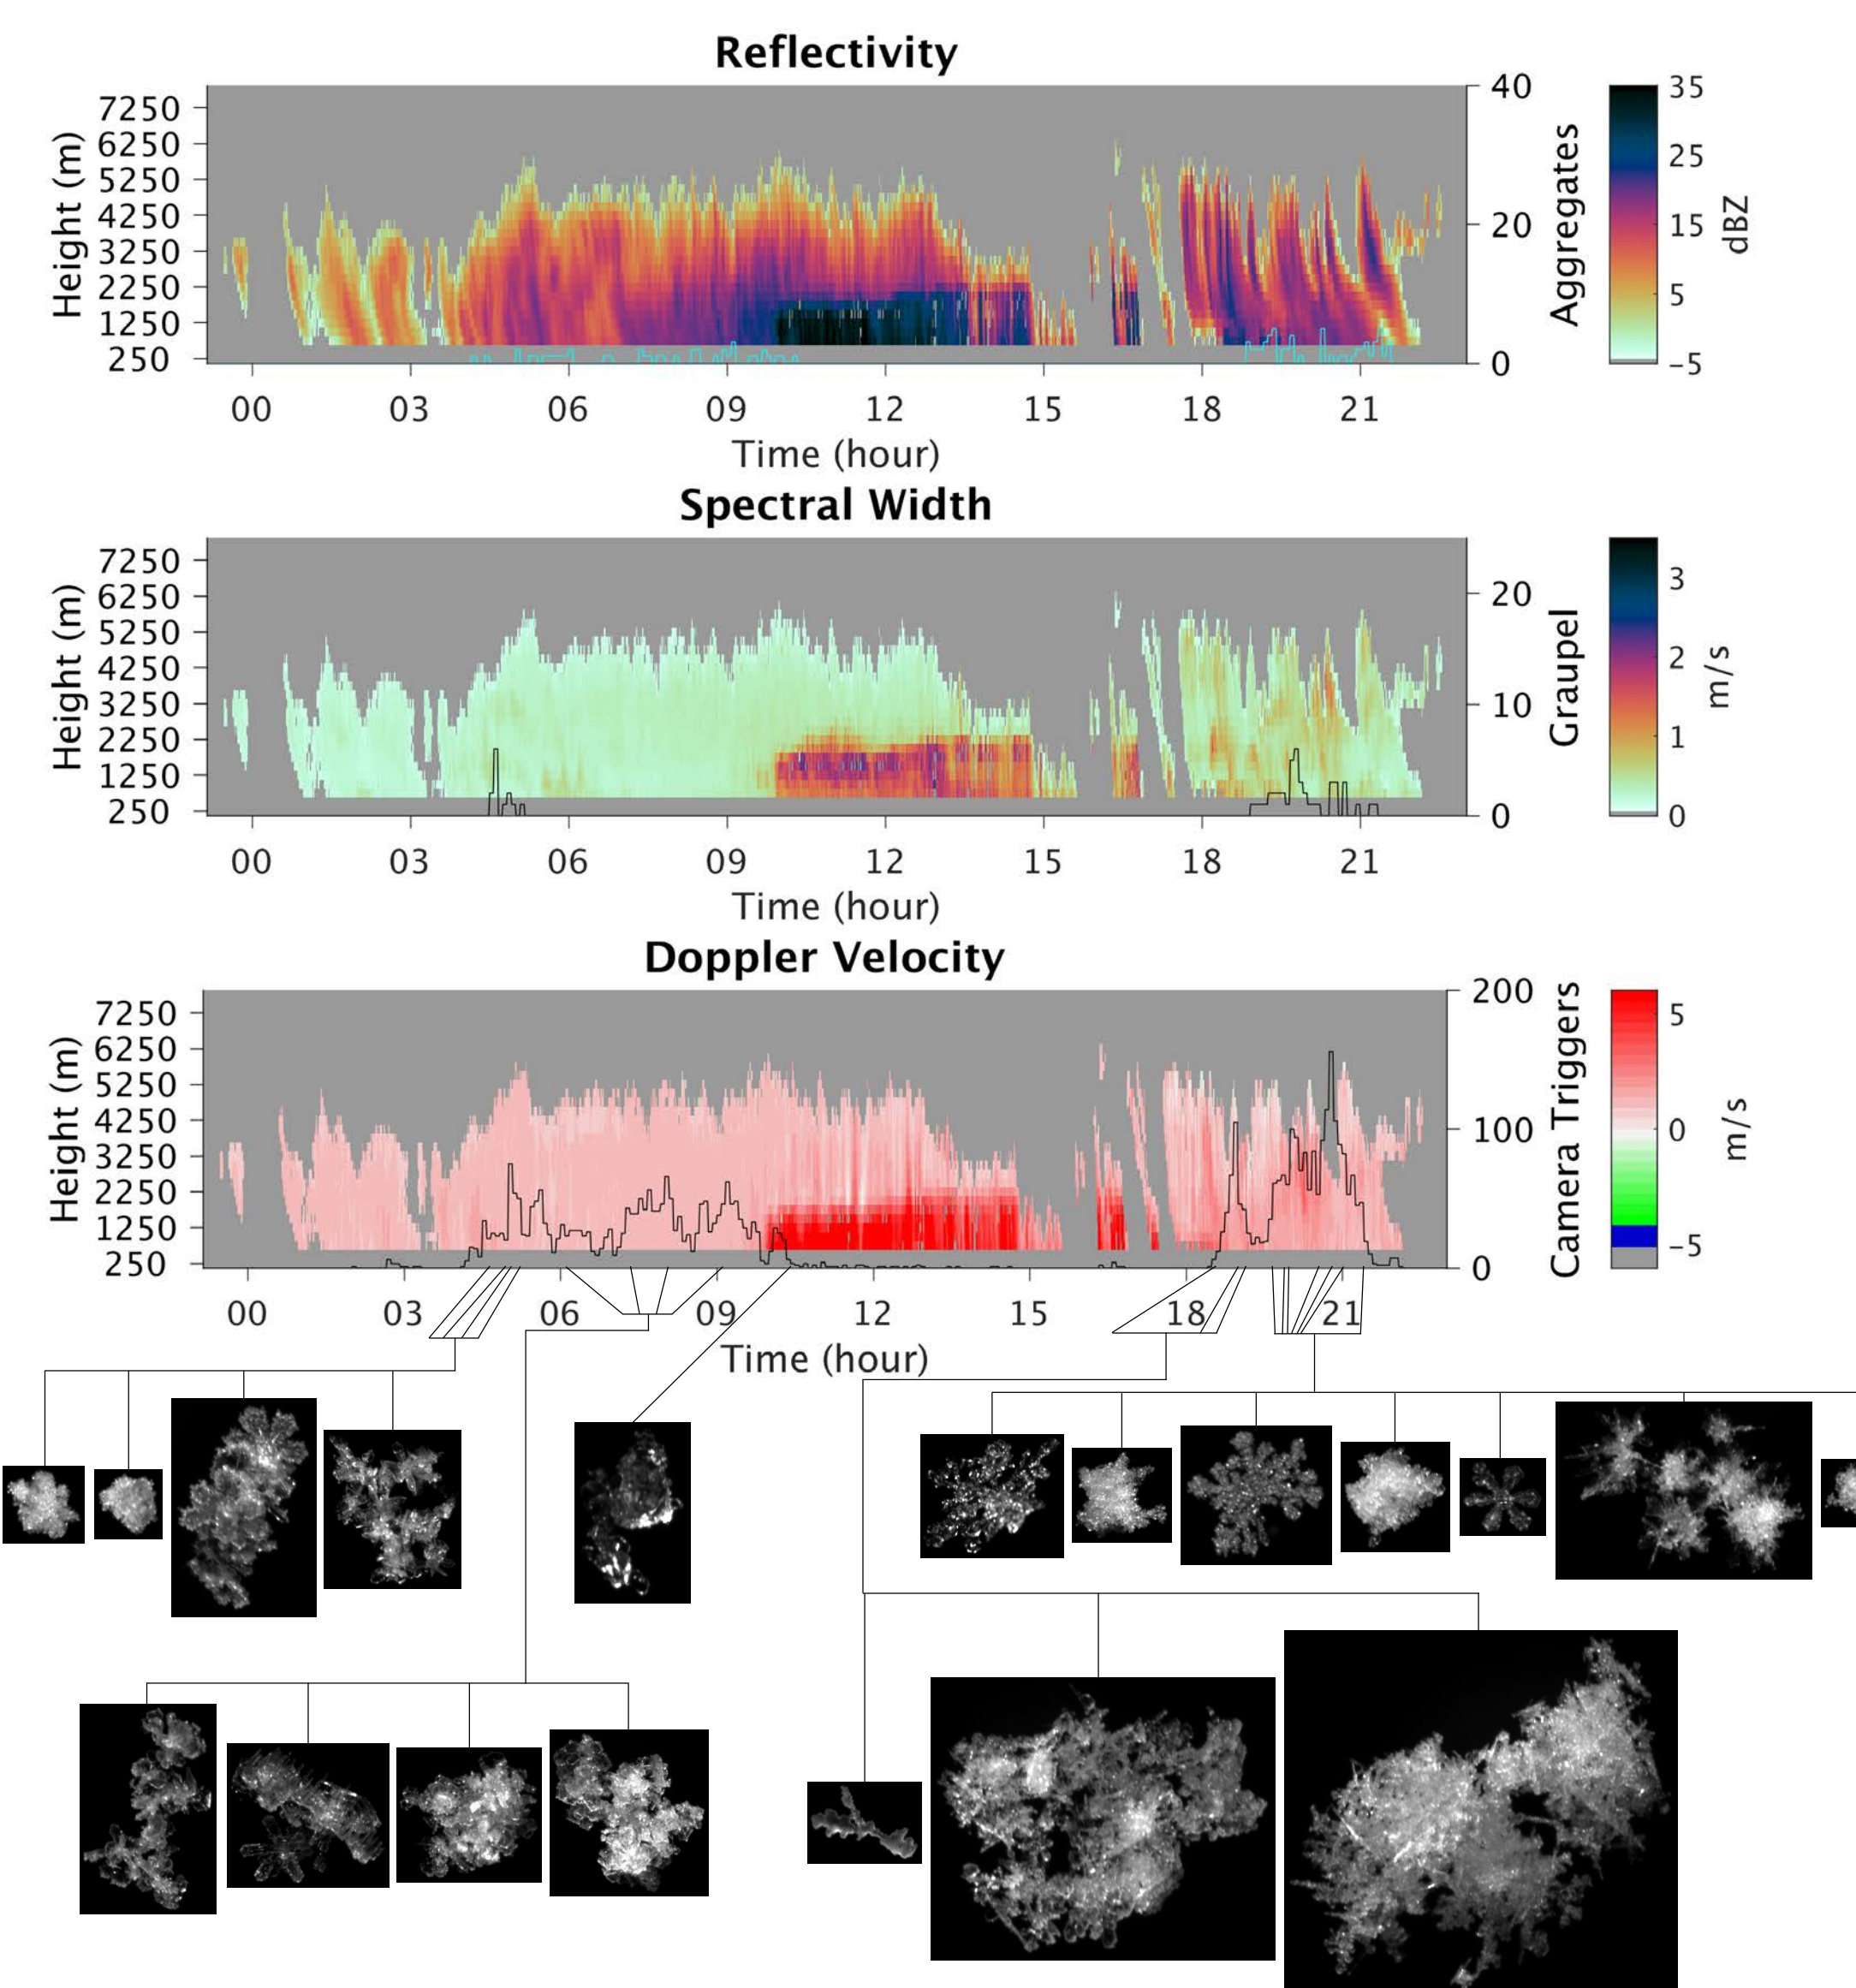 Reflectivity
Height (m)
7250
6250
5250
4250
3250
2250
1250
250
00 03 06 09 12 15 18 21
Time (hour)
40
20
0
Aggregates
35
25
15
5
−5
dBZ
Spectral Width
Height (m)
7250
6250
5250
4250
3250
2250
1250
250
00 03 06 09 12 15 18 21
Time (hour)
20
10
0
Graupel
3
2
1
0
m/s
Doppler Velocity
Height (m)
7250
6250
5250
4250
3250
2250
1250
250
00 03 06 09 12 15 18 21
Time (hour)
200
100
0
Camera Triggers
5
0
−5
m/s